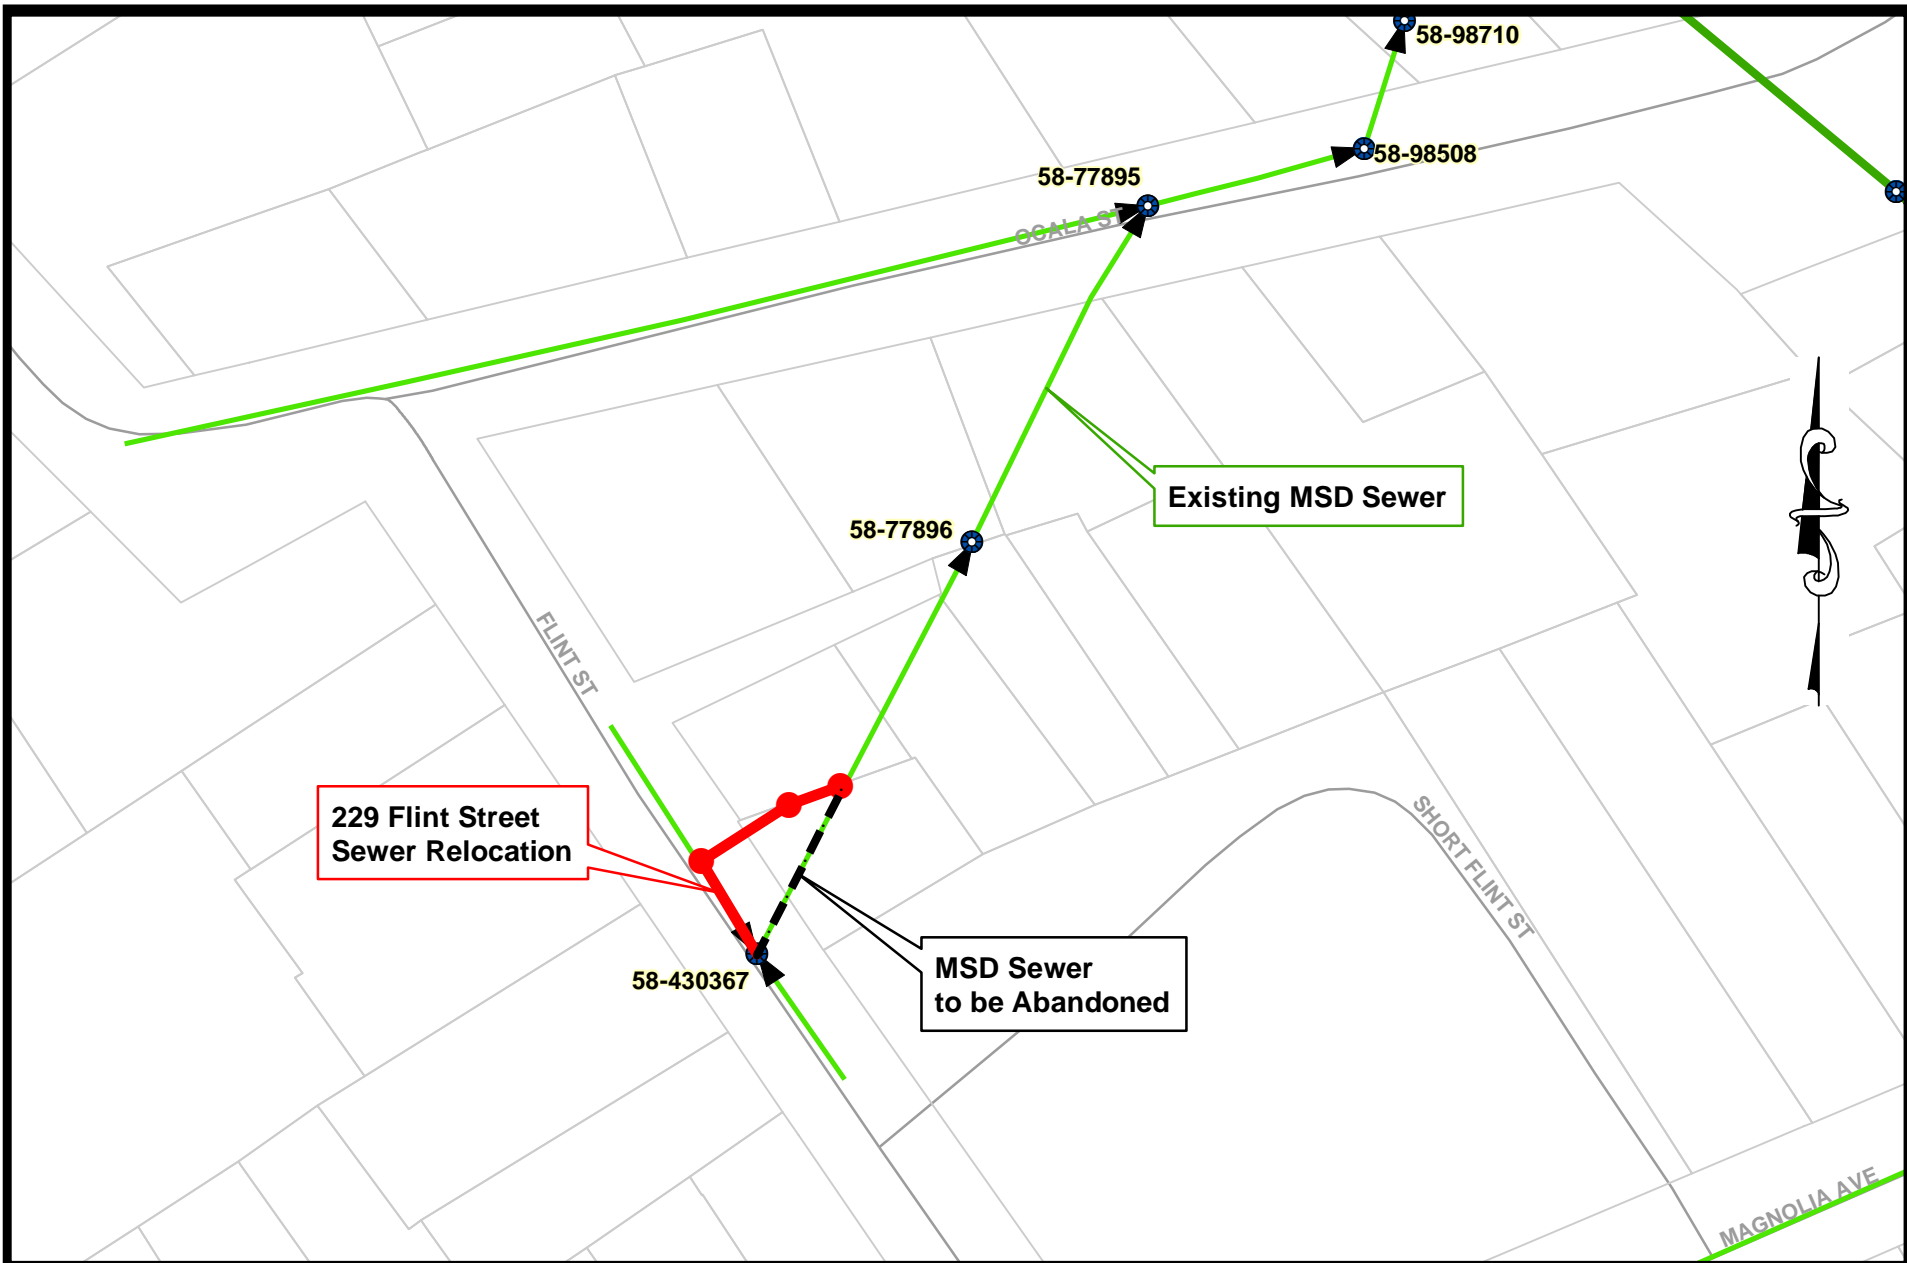 58-98710
58-98508
58-77895
OCALA ST
Existing MSD Sewer
58-77896
FLINT ST
229 Flint Street
Sewer Relocation
SHORT FLINT ST
MSD Sewer
to be Abandoned
58-430367
MAGNOLIA AVE